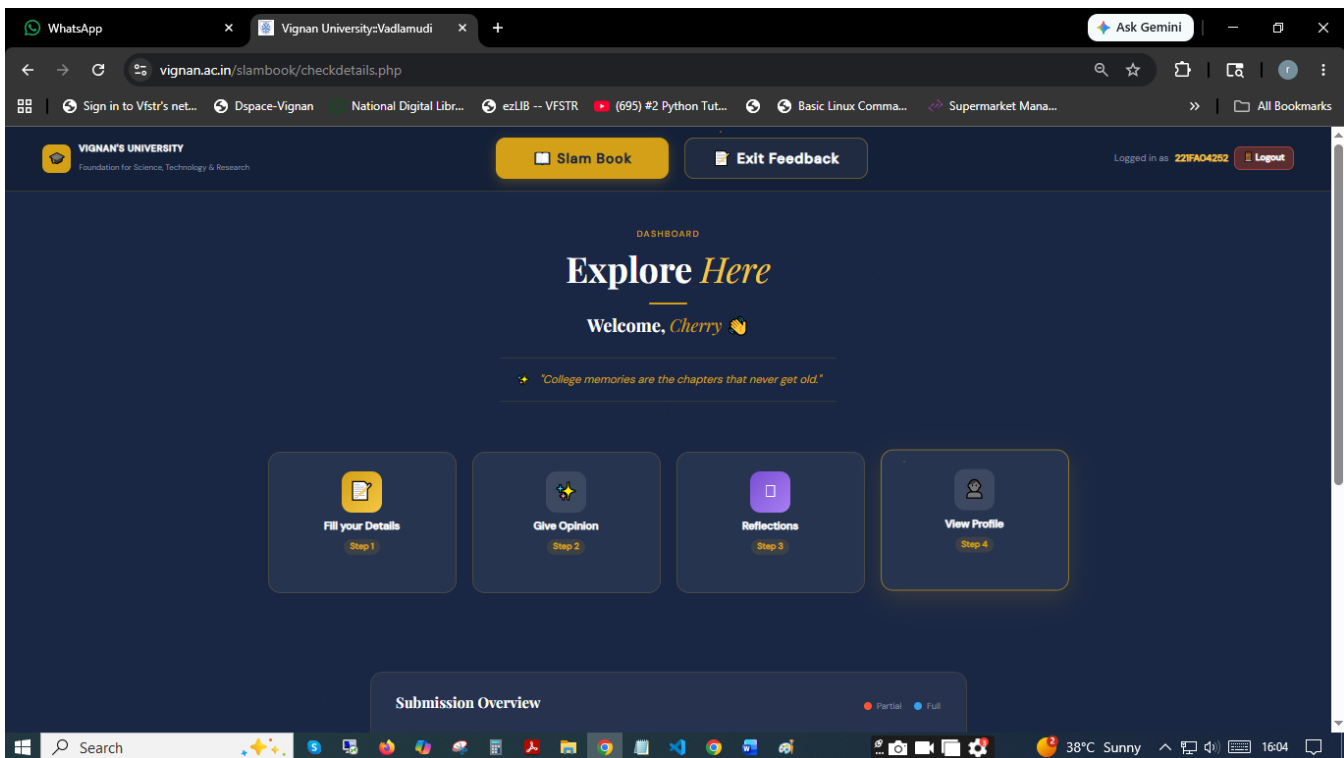 WhatsApp
Vignan University::Vadlamudi
Ask Gemini
vignan.ac.in/slambook/checkdetails.php
r
Sign in to Vfstr's net...
Dspace-Vignan
National Digital Libr...
ezLIB -- VFSTR
(695) #2 Python Tut...
Basic Linux Comma...
Supermarket Mana...
All Bookmarks
VIGNAN'S UNIVERSITY
Foundation for Science, Technology & Research
Slam Book
Exit Feedback
Logged in as 221FA04252
Logout
DASHBOARD
Explore Here
Welcome, Cherry
"College memories are the chapters that never get old."
Fill your Details
Step 1
Give Opinion
Step 2
Reflections
Step 3
View Profile
Step 4
Submission Overview
Partial
Full
Search
2
38°C Sunny
16:04